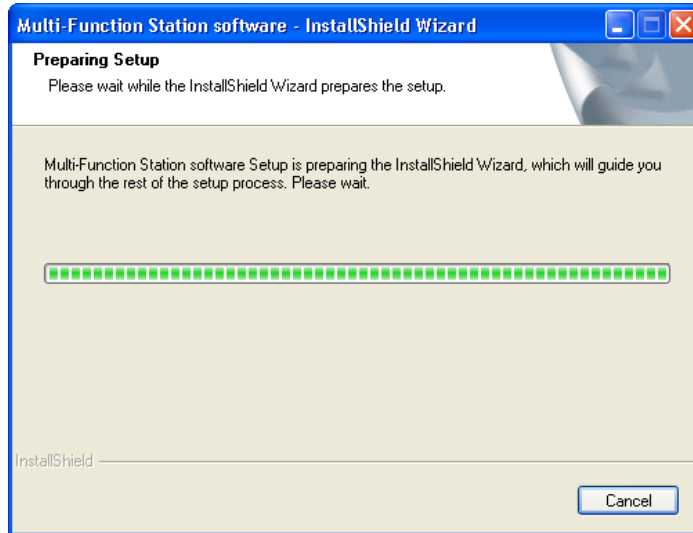 Multi-Function Station software - InstallShield Wizard
Preparing Setup
Please wait while the InstallShield Wizard prepares the setup.
Multi-Function Station software Setup is preparing the InstallShield Wizard, which will guide you
through the rest of the setup process. Please wait.
InstallShield
Cancel